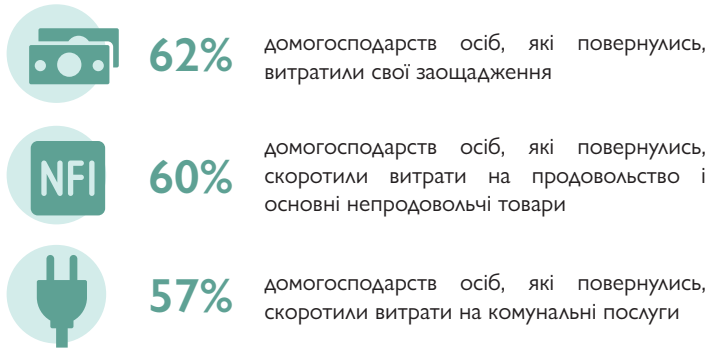 62%
домогосподарств осіб, які повернулись,
витратили свої заощадження
NFI
60%
домогосподарств осіб, які повернулись,
скоротили витрати на продовольство і
основні непродовольчі товари
57%
домогосподарств осіб, які повернулись,
скоротили витрати на комунальні послуги